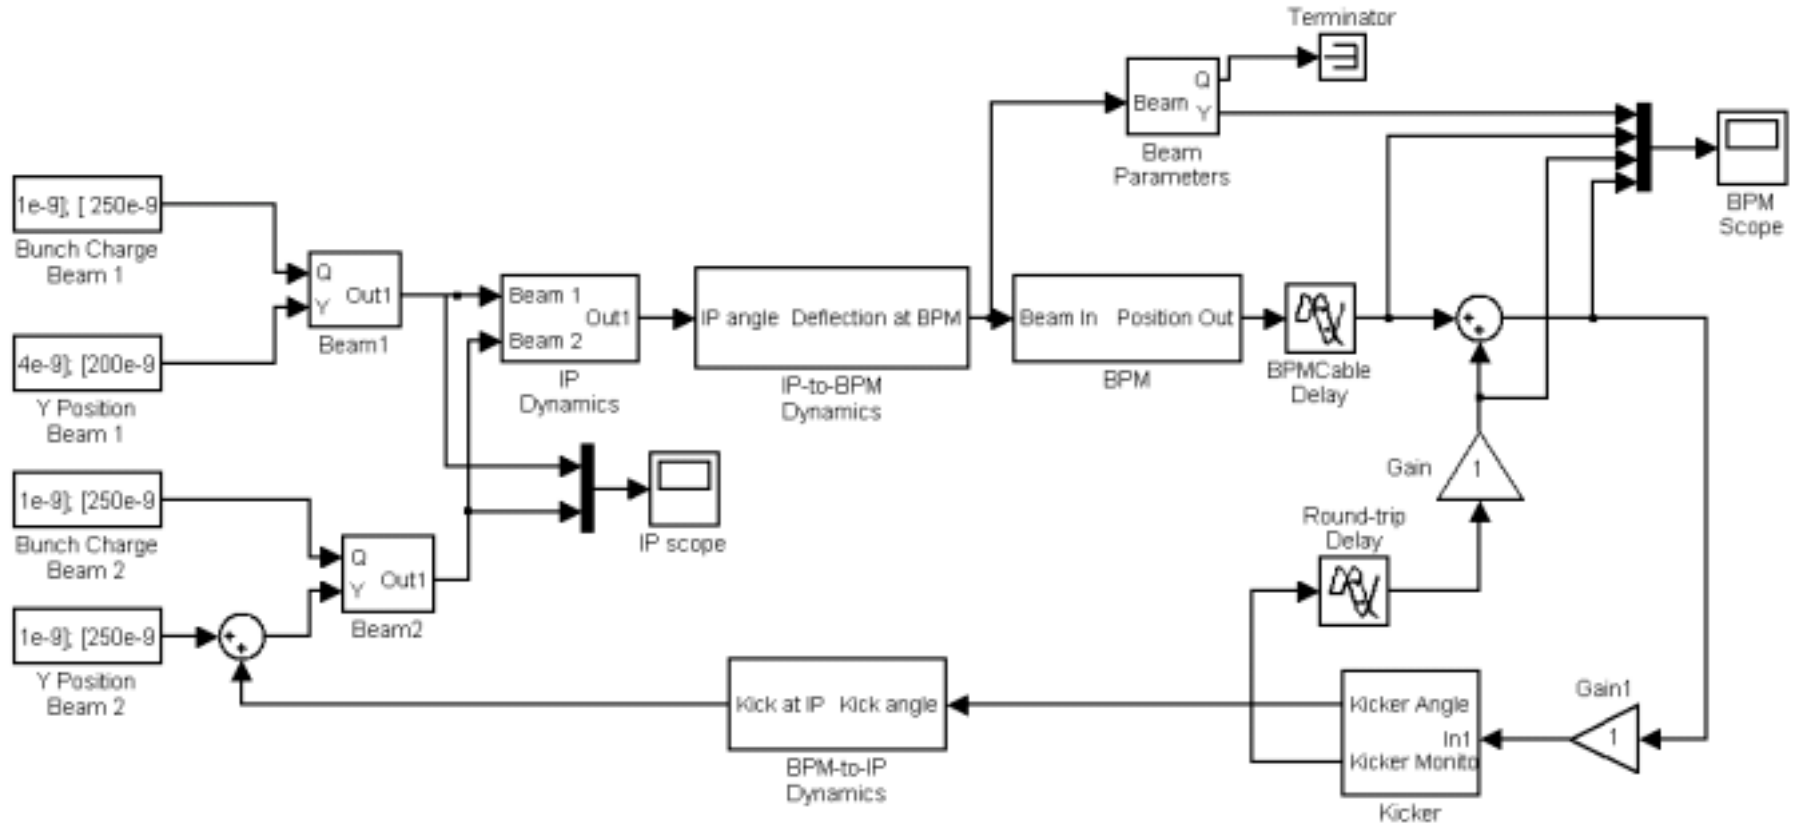 Terminator
Q
Beam
Y
Beam
Parameters
BPM
Scope
1e-9]; [ 250e-9
Bunch Charge
Beam 1
Q
Y
Out1
Beam1
4e-9]; [200e-9
Y Position
Beam 1
Beam 1
Out1
Beam 2
IP
Dynamics
IP angle Deflection at BPM
IP-to-BPM
Dynamics
Beam In Position Out
BPM
BPMCable
Delay
+
+
Gain
1
1e-9]; [250e-9
Bunch Charge
Beam 2
IP scope
Q
Y
Out1
Beam2
Round-trip
Delay
1e-9]; [250e-9
Y Position
Beam 2
+
+
Kick at IP Kick angle
BPM-to-IP
Dynamics
Kicker Angle
In1
Kicker Monito
Kicker
Gain1
1